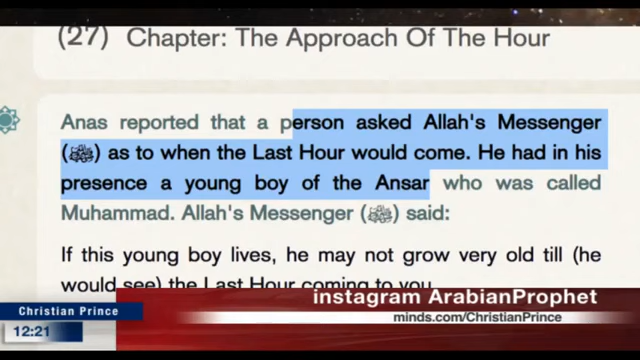 (27) Chapter: The Approach Of The Hour
Anas reported that a person asked Allah's Messenger
(ﷺ) as to when the Last Hour would come. He had in his
presence a young boy of the Ansar who was called
Muhammad. Allah's Messenger (ﷺ) said:
If this young boy lives, he may not grow very old till (he
would see) the Last Hour coming to you
instagram ArabianProphet
Christian Prince
minds.com/ChristianPrince
12:21